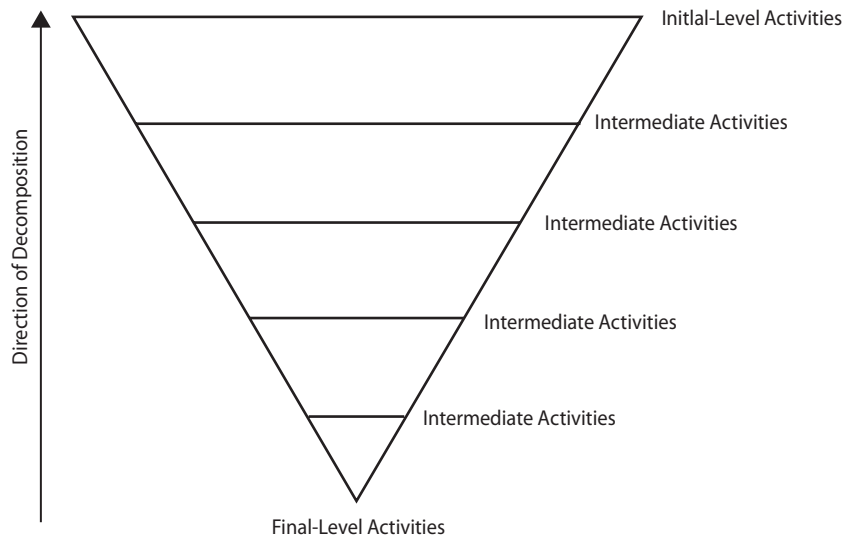 Initlal-Level Activities
Intermediate Activities
Intermediate Activities
Intermediate Activities
Intermediate Activities
Final-Level Activities
Direction of Decomposition